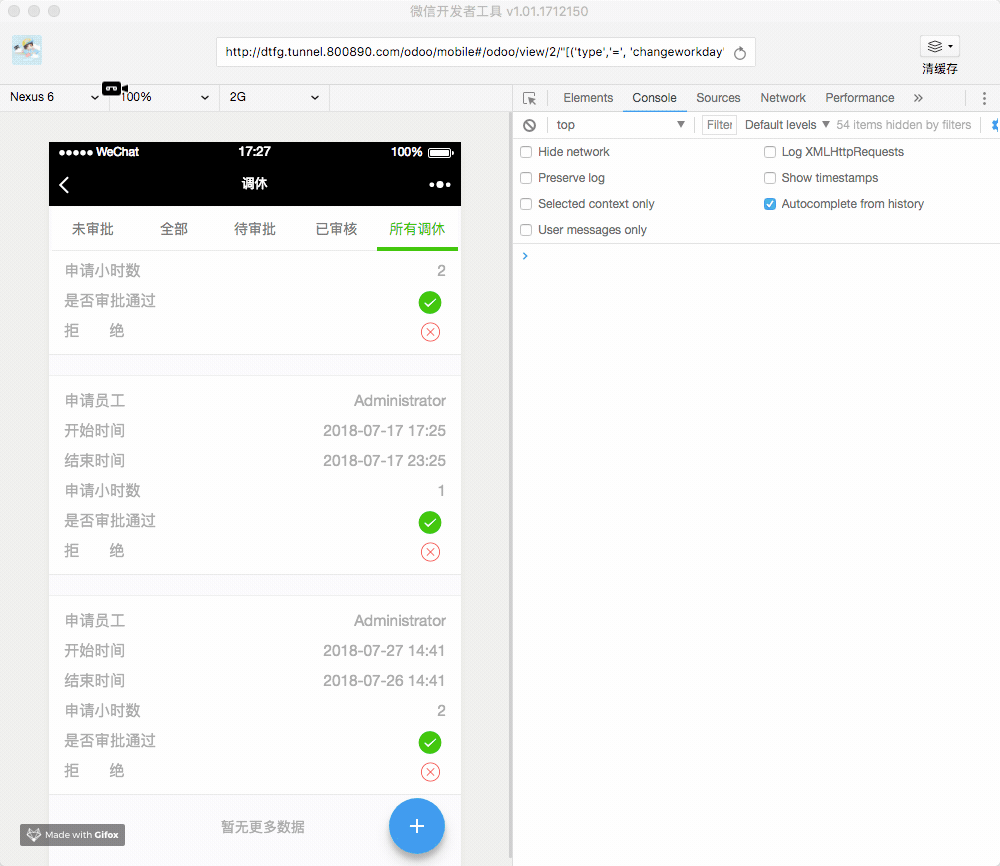 微信开发者工具 v1.01.1712150
http://dtfg.tunnel.800890.com/odoo/mobile#/odoo/view/2/"[('type','=', 'changeworkday'
清缓存
Nexus 6
100%
2G
Elements Console Sources Network Performance »
top Filter Default levels 54 items hidden by filters
Hide network
Log XMLHttpRequests
Preserve log
Show timestamps
Selected context only
Autocomplete from history
User messages only
WeChat 17:27 100%
调休
未审批 全部 待审批 已审核 所有调休
申请小时数 2
是否审批通过
拒 绝
申请员工 Administrator
开始时间 2018-07-17 17:25
结束时间 2018-07-17 23:25
申请小时数 1
是否审批通过
拒 绝
申请员工 Administrator
开始时间 2018-07-27 14:41
结束时间 2018-07-26 14:41
申请小时数 2
是否审批通过
拒 绝
暂无更多数据
Made with Gifox